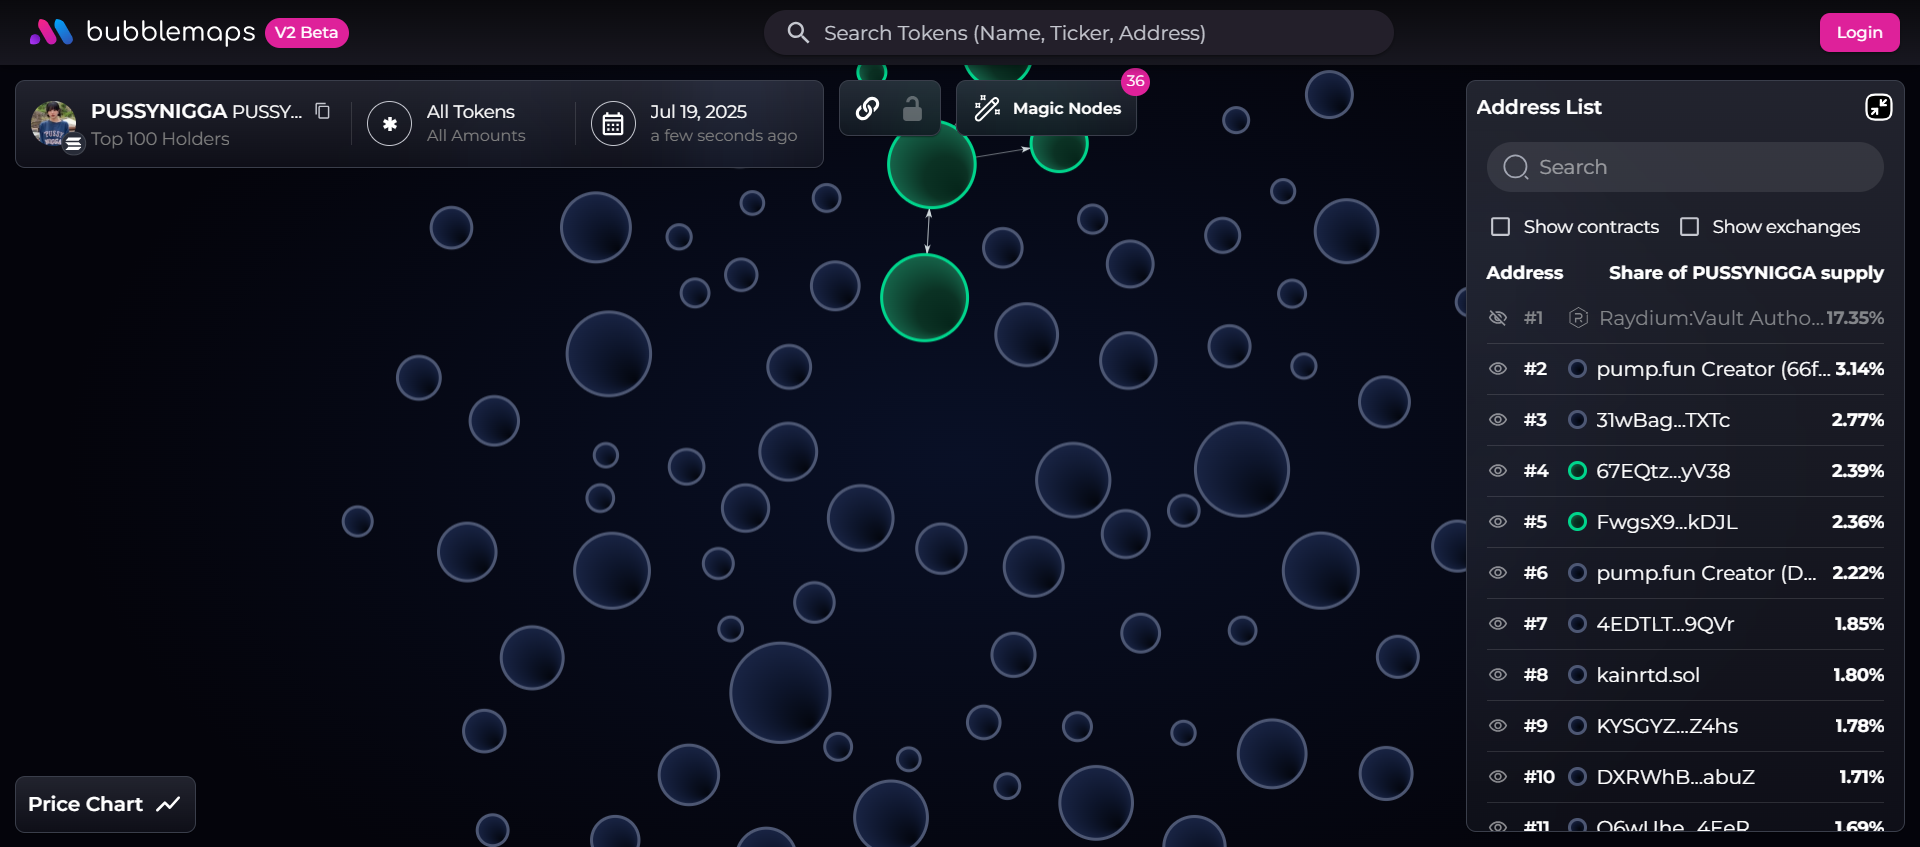 bubblemaps V2 Beta
Search Tokens (Name, Ticker, Address)
Login
PUSSYNIGGA PUSSY...
Top 100 Holders
All Tokens
All Amounts
Jul 19, 2025
a few seconds ago
Magic Nodes
36
Address List
Search
Show contracts
Show exchanges
Address Share of PUSSYNIGGA supply
#1 Raydium:Vault Autho... 17.35%
#2 pump.fun Creator (66f... 3.14%
#3 31wBag...TXTc 2.77%
#4 67EQtz...yV38 2.39%
#5 FwgsX9...kDJL 2.36%
#6 pump.fun Creator (D... 2.22%
#7 4EDTLT...9QVr 1.85%
#8 kainrtd.sol 1.80%
#9 KYSGYZ...Z4hs 1.78%
#10 DXRWhB...abuZ 1.71%
#11 1.69%
Price Chart